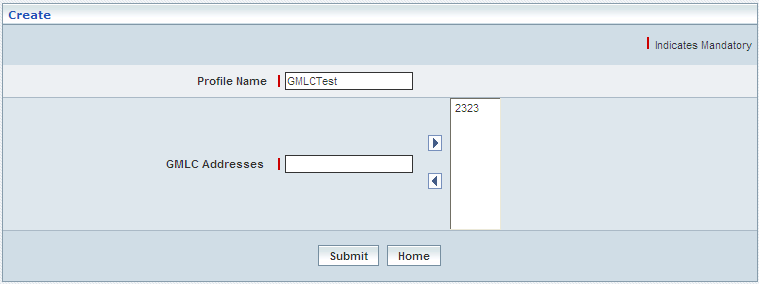 Create
Indicates Mandatory
Profile Name GMLCTest
2323
GMLC Addresses
Submit Home